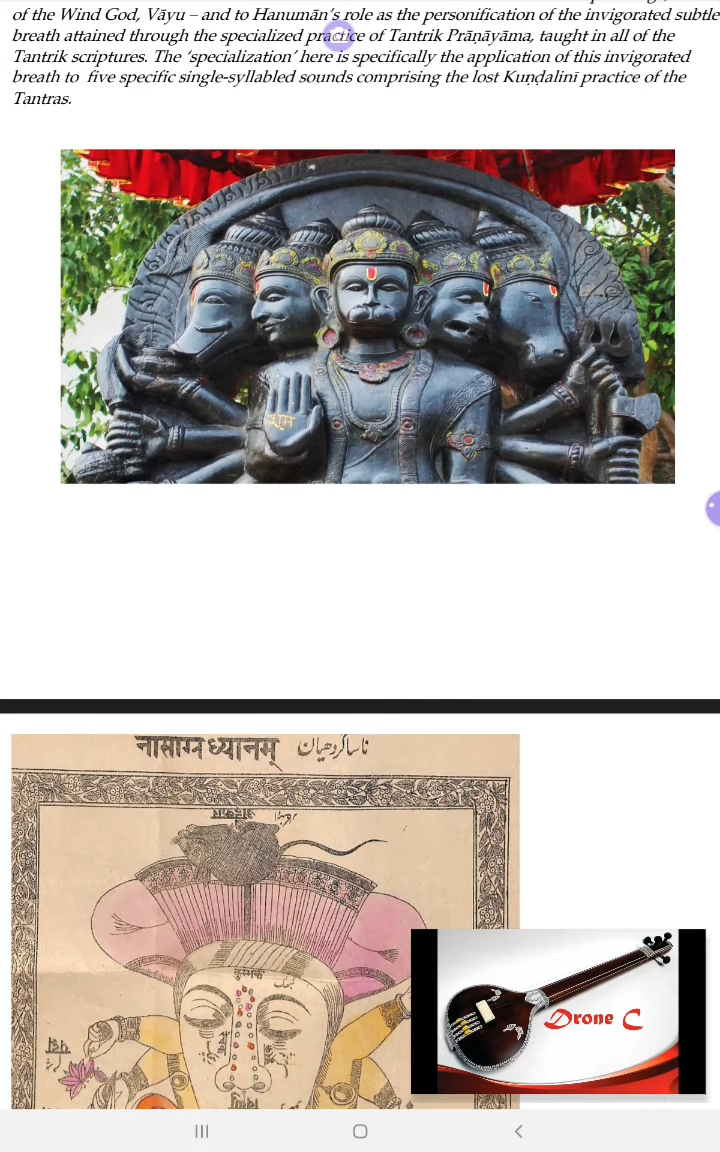 of the Wind God, Vāyu – and to Hanumān's role as the personification of the invigorated subtle
breath attained through the specialized practice of Tantrik Prāṇāyāma, taught in all of the
Tantrik scriptures. The ‘specialization’ here is specifically the application of this invigorated
breath to  five specific single-syllabled sounds comprising the lost Kuṇḍalinī practice of the
Tantras.
राम
नासाग्र ध्यानम्
कुम्भक
Drone C